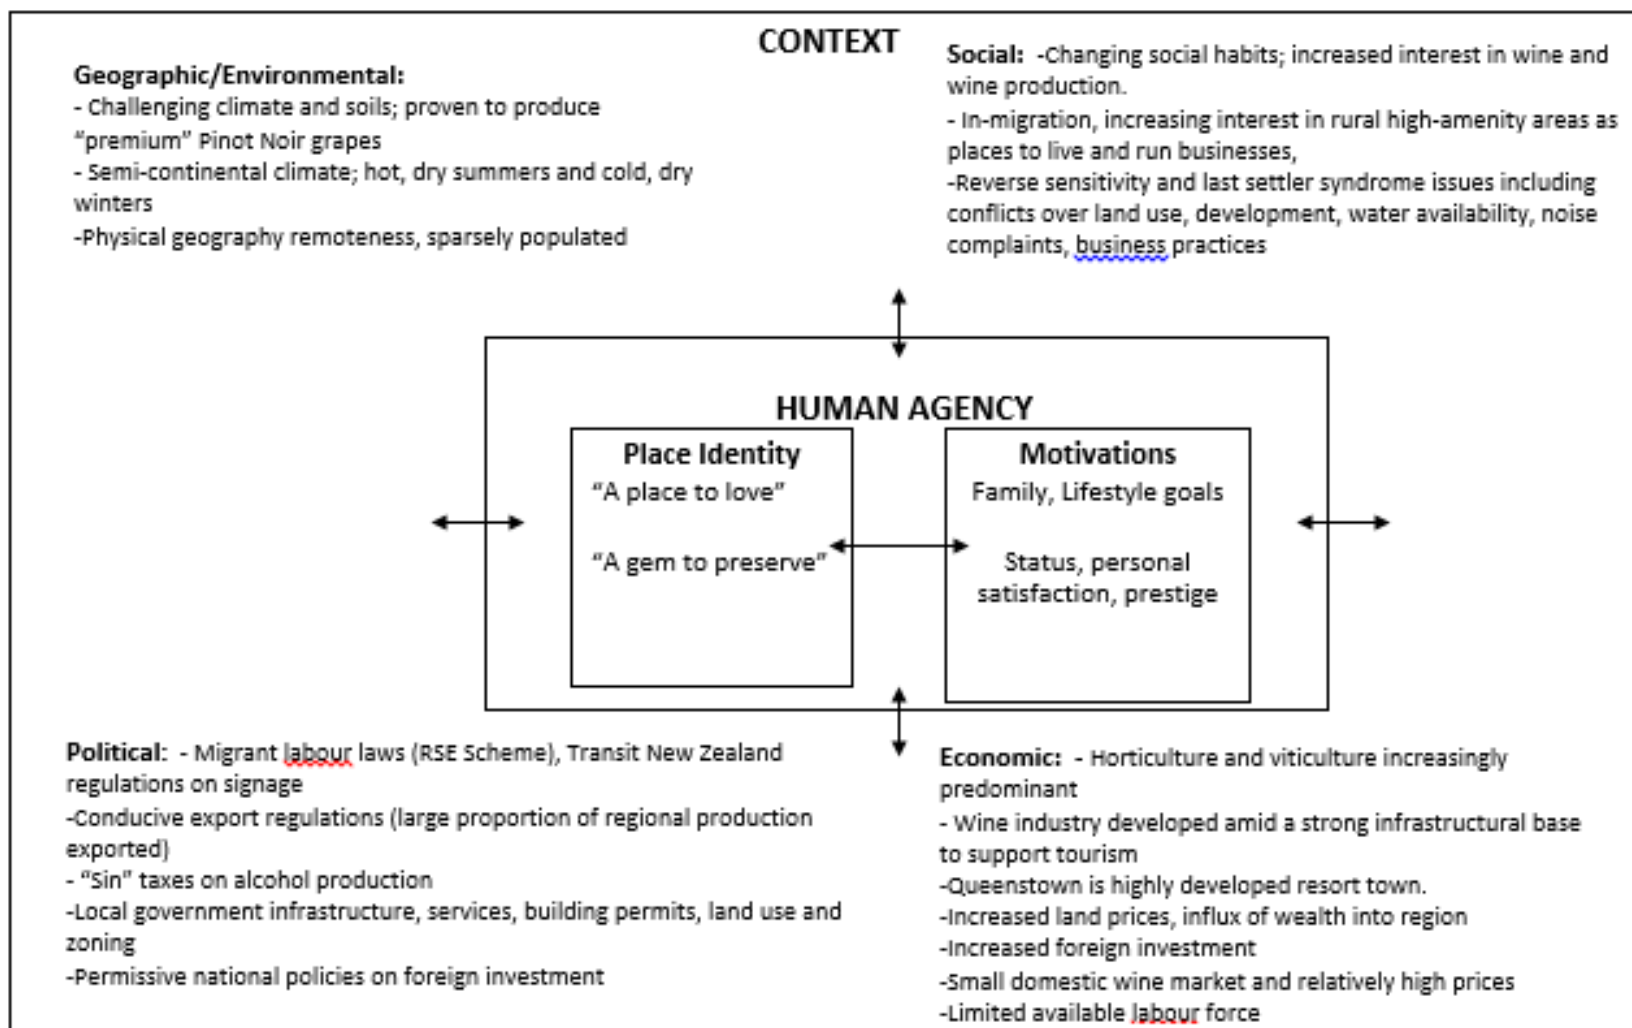 CONTEXT
Geographic/Environmental:
- Challenging climate and soils; proven to produce
“premium” Pinot Noir grapes
- Semi-continental climate; hot, dry summers and cold, dry
winters
-Physical geography remoteness, sparsely populated
Social:  -Changing social habits; increased interest in wine and
wine production.
- In-migration, increasing interest in rural high-amenity areas as
places to live and run businesses,
-Reverse sensitivity and last settler syndrome issues including
conflicts over land use, development, water availability, noise
complaints, business practices
HUMAN AGENCY
Place Identity
“A place to love”
“A gem to preserve”
Motivations
Family, Lifestyle goals
Status, personal
satisfaction, prestige
Political:  - Migrant labour laws (RSE Scheme), Transit New Zealand
regulations on signage
-Conducive export regulations (large proportion of regional production
exported)
- “Sin” taxes on alcohol production
-Local government infrastructure, services, building permits, land use and
zoning
-Permissive national policies on foreign investment
Economic:  - Horticulture and viticulture increasingly
predominant
- Wine industry developed amid a strong infrastructural base
to support tourism
-Queenstown is highly developed resort town.
-Increased land prices, influx of wealth into region
-Increased foreign investment
-Small domestic wine market and relatively high prices
-Limited available labour force